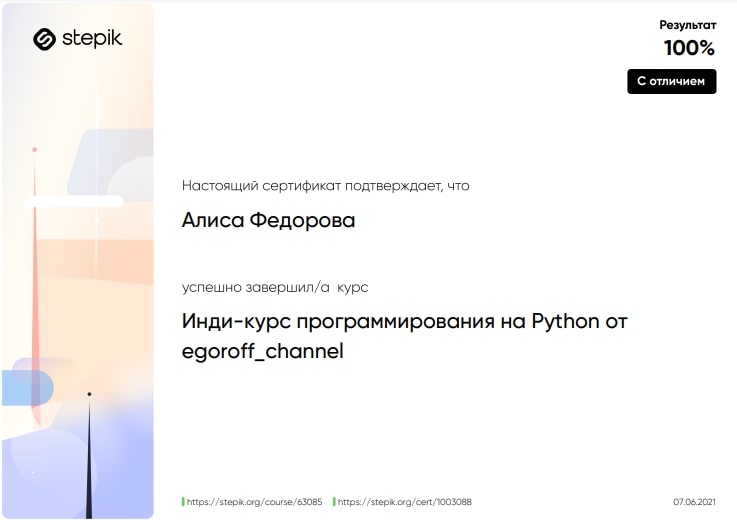 stepik
Результат
100%
С отличием
Настоящий сертификат подтверждает, что
Алиса Федорова
успешно завершил/а курс
Инди-курс программирования на Python от
egoroff_channel
https://stepik.org/course/63085 https://stepik.org/cert/1003088 07.06.2021